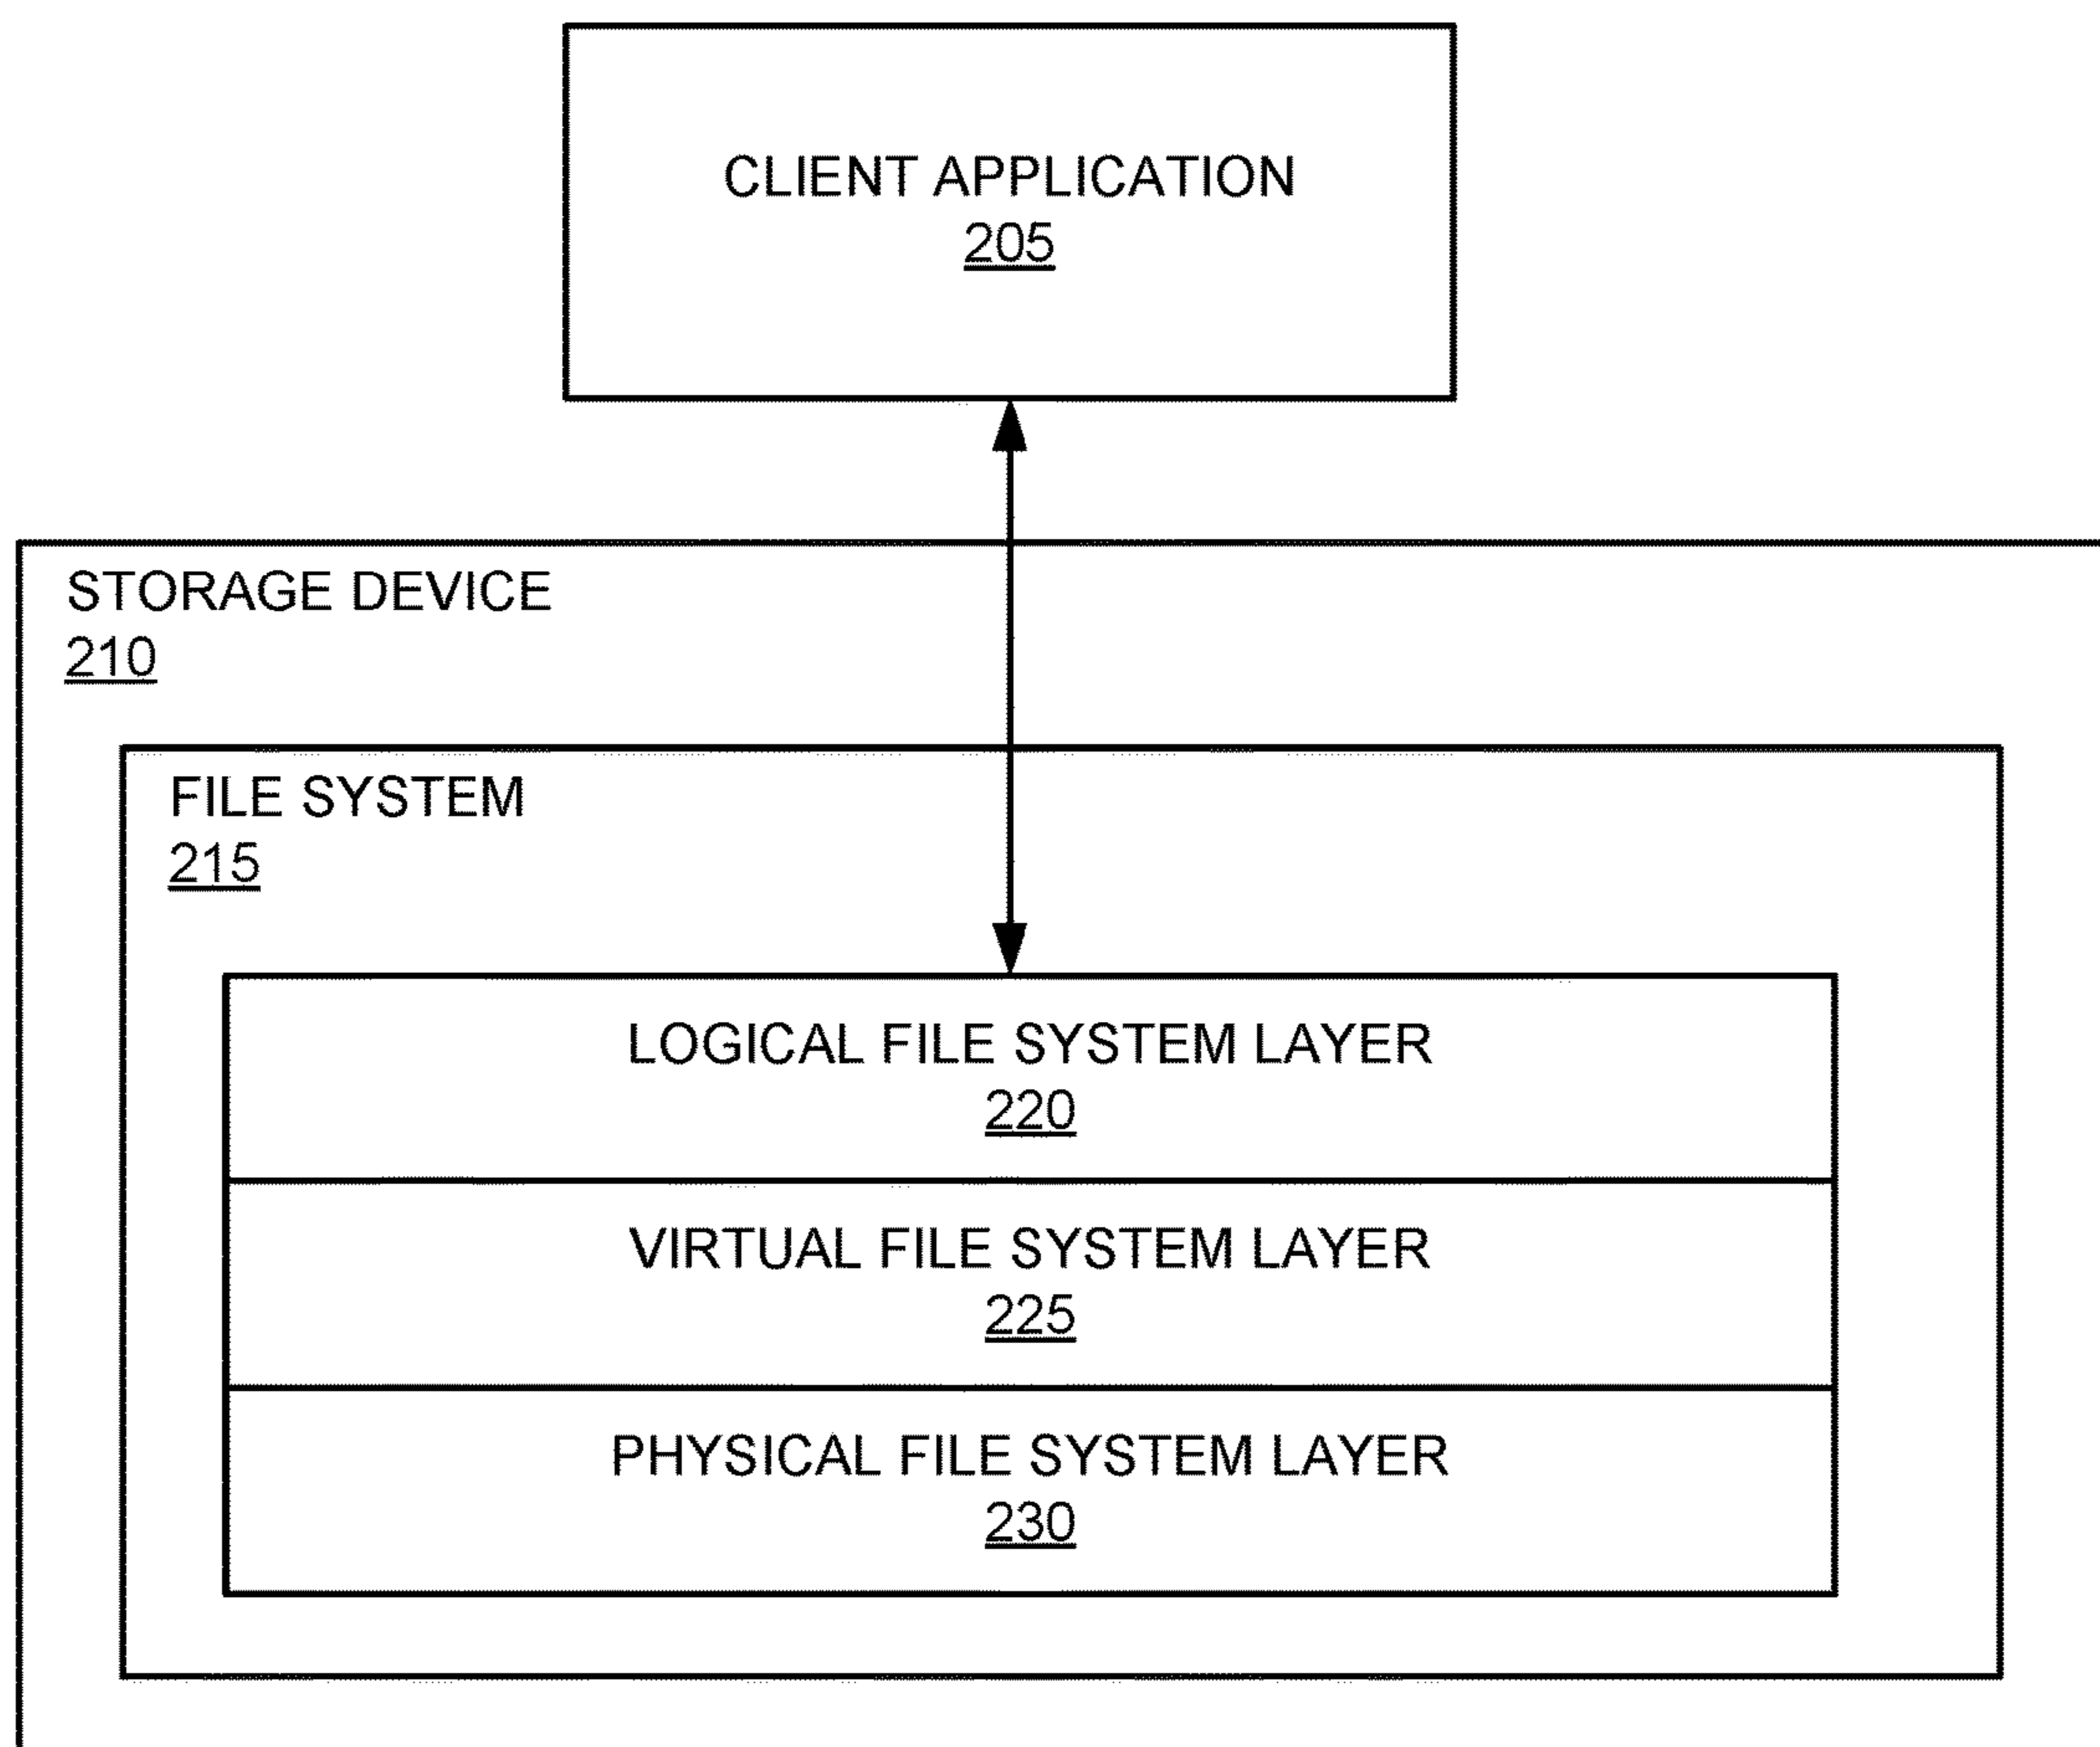 CLIENT APPLICATION
205
STORAGE DEVICE
210
FILE SYSTEM
215
LOGICAL FILE SYSTEM LAYER
220
VIRTUAL FILE SYSTEM LAYER
225
PHYSICAL FILE SYSTEM LAYER
230